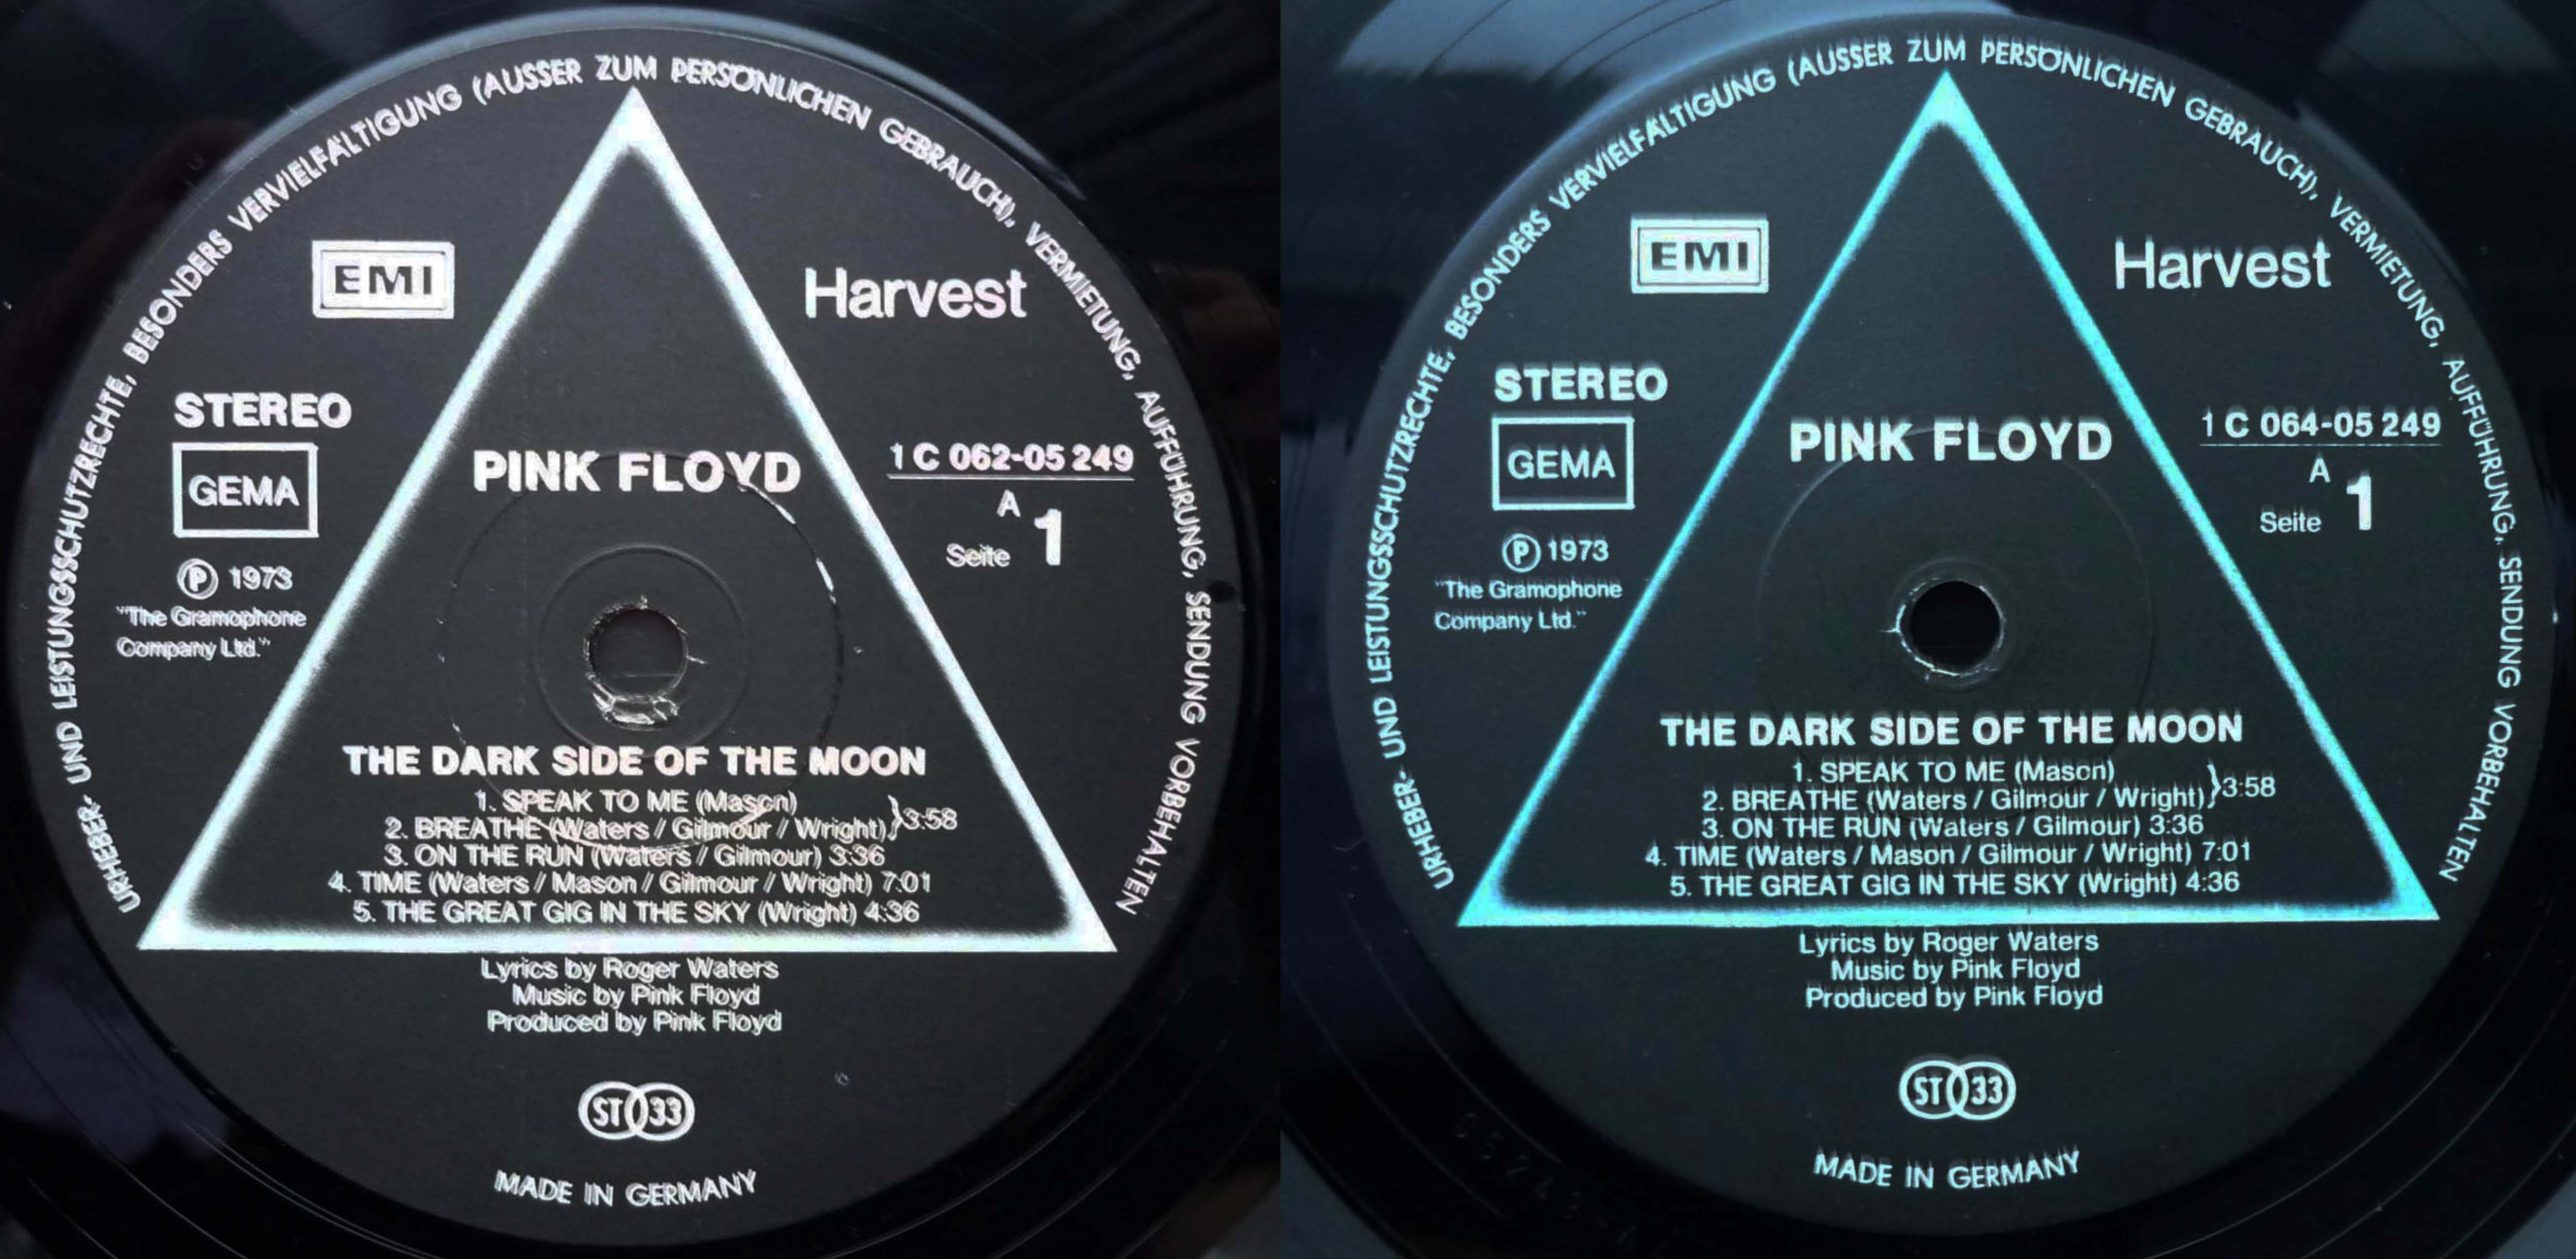 URHEBER- UND LEISTUNGSSCHUTZRECHTE, BESONDERS VERVIELFÄLTIGUNG (AUSSER ZUM PERSÖNLICHEN GEBRAUCH), VERMIETUNG, AUFFÜHRUNG, SENDUNG VORBEHALTEN
EMI
Harvest
STEREO
GEMA
PINK FLOYD
1 C 062-05 249
A
Seite 1
Ⓟ 1973
"The Gramophone
Company Ltd."
THE DARK SIDE OF THE MOON
1. SPEAK TO ME (Mason)
2. BREATHE (Waters / Gilmour / Wright) }3:58
3. ON THE RUN (Waters / Gilmour) 3:36
4. TIME (Waters / Mason / Gilmour / Wright) 7:01
5. THE GREAT GIG IN THE SKY (Wright) 4:36
Lyrics by Roger Waters
Music by Pink Floyd
Produced by Pink Floyd
ST 33
MADE IN GERMANY
URHEBER- UND LEISTUNGSSCHUTZRECHTE, BESONDERS VERVIELFÄLTIGUNG (AUSSER ZUM PERSÖNLICHEN GEBRAUCH), VERMIETUNG, AUFFÜHRUNG, SENDUNG VORBEHALTEN
EMI
Harvest
STEREO
GEMA
PINK FLOYD
1 C 064-05 249
A
Seite 1
Ⓟ 1973
"The Gramophone
Company Ltd."
THE DARK SIDE OF THE MOON
1. SPEAK TO ME (Mason)
2. BREATHE (Waters / Gilmour / Wright) }3:58
3. ON THE RUN (Waters / Gilmour) 3:36
4. TIME (Waters / Mason / Gilmour / Wright) 7:01
5. THE GREAT GIG IN THE SKY (Wright) 4:36
Lyrics by Roger Waters
Music by Pink Floyd
Produced by Pink Floyd
ST 33
MADE IN GERMANY